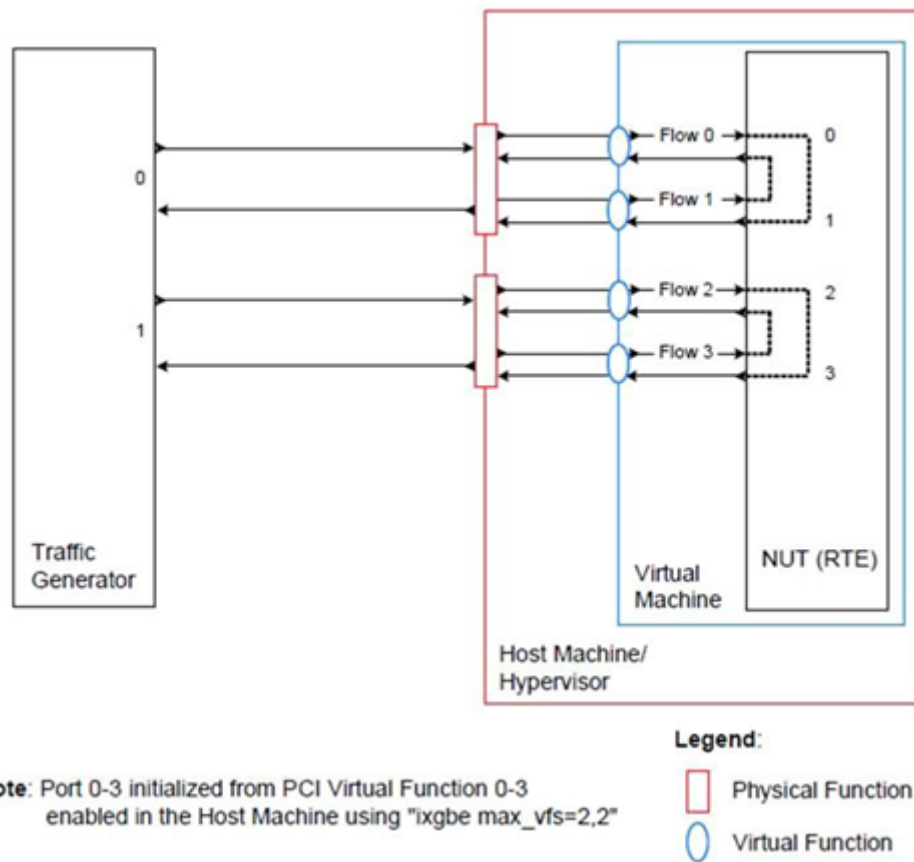 0
1
Traffic
Generator
Flow 0
Flow 1
Flow 2
Flow 3
0
1
2
3
NUT (RTE)
Virtual
Machine
Host Machine/
Hypervisor
Legend:
Physical Function
Virtual Function
ote: Port 0-3 initialized from PCI Virtual Function 0-3
enabled in the Host Machine using "ixgbe max_vfs=2,2"